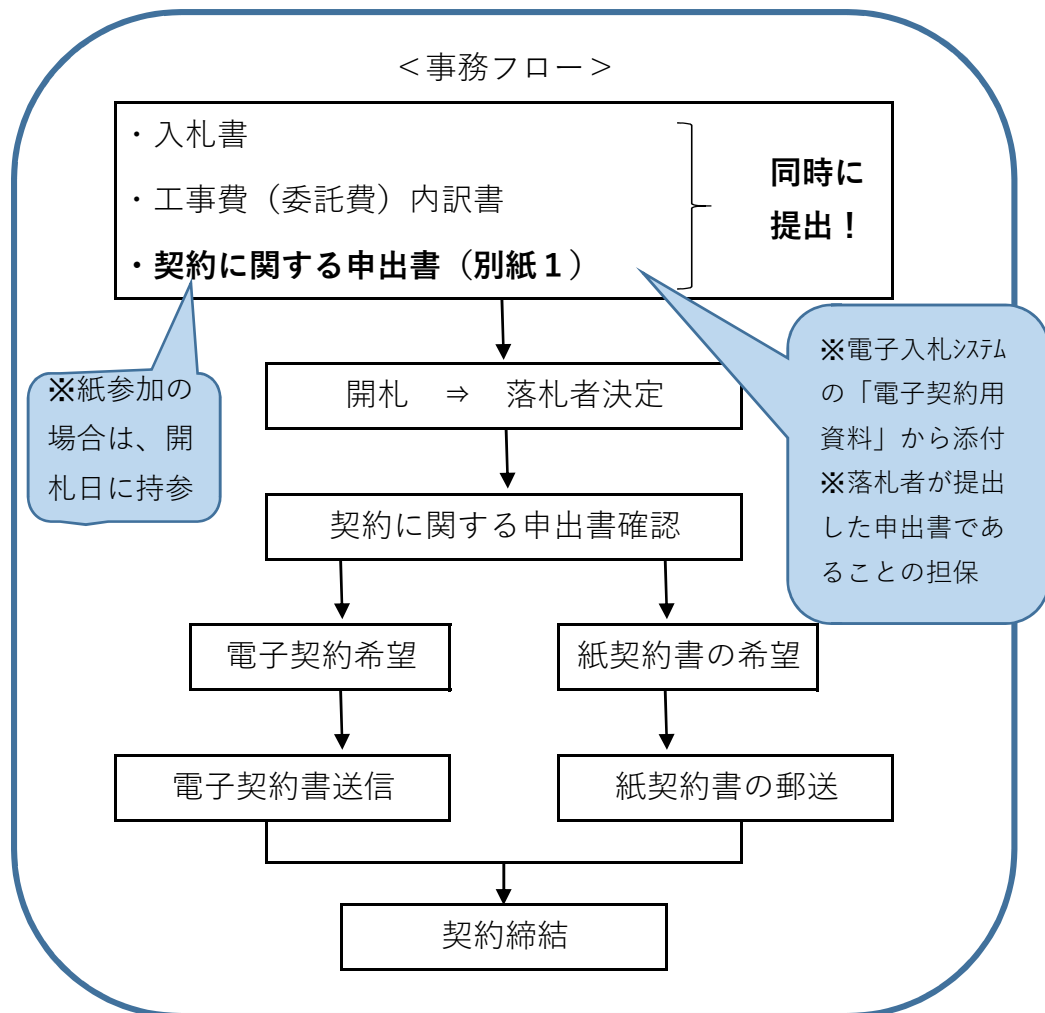 ＜事務フロー＞
・入札書
・工事費（委託費）内訳書
・契約に関する申出書（別紙１）
同時に
提出！
※紙参加の
場合は、開
札日に持参
※電子入札ｼｽﾃﾑ
の「電子契約用
資料」から添付
※落札者が提出
した申出書であ
ることの担保
開札　⇒　落札者決定
契約に関する申出書確認
電子契約希望
紙契約書の希望
電子契約書送信
紙契約書の郵送
契約締結